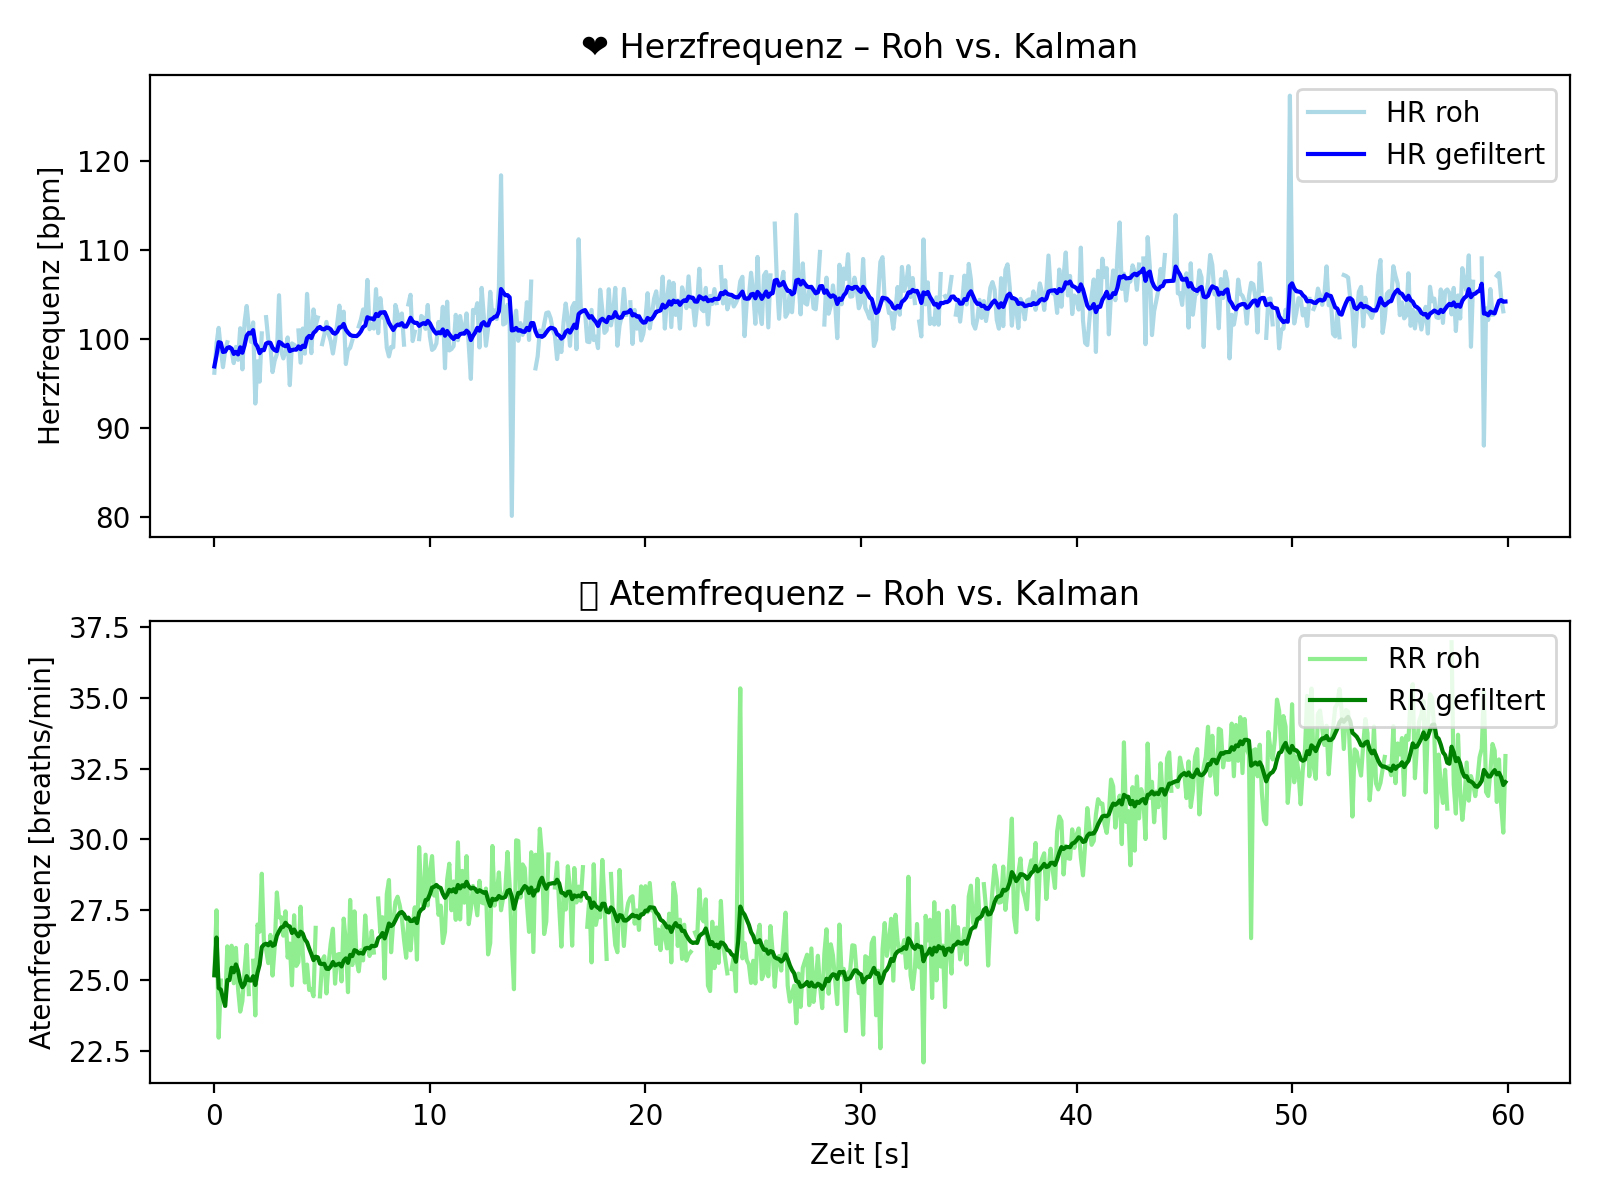 ❤ Herzfrequenz – Roh vs. Kalman
Herzfrequenz [bpm]
120
110
100
90
80
HR roh
HR gefiltert
Atemfrequenz – Roh vs. Kalman
Atemfrequenz [breaths/min]
37.5
35.0
32.5
30.0
27.5
25.0
22.5
RR roh
RR gefiltert
0 10 20 30 40 50 60
Zeit [s]